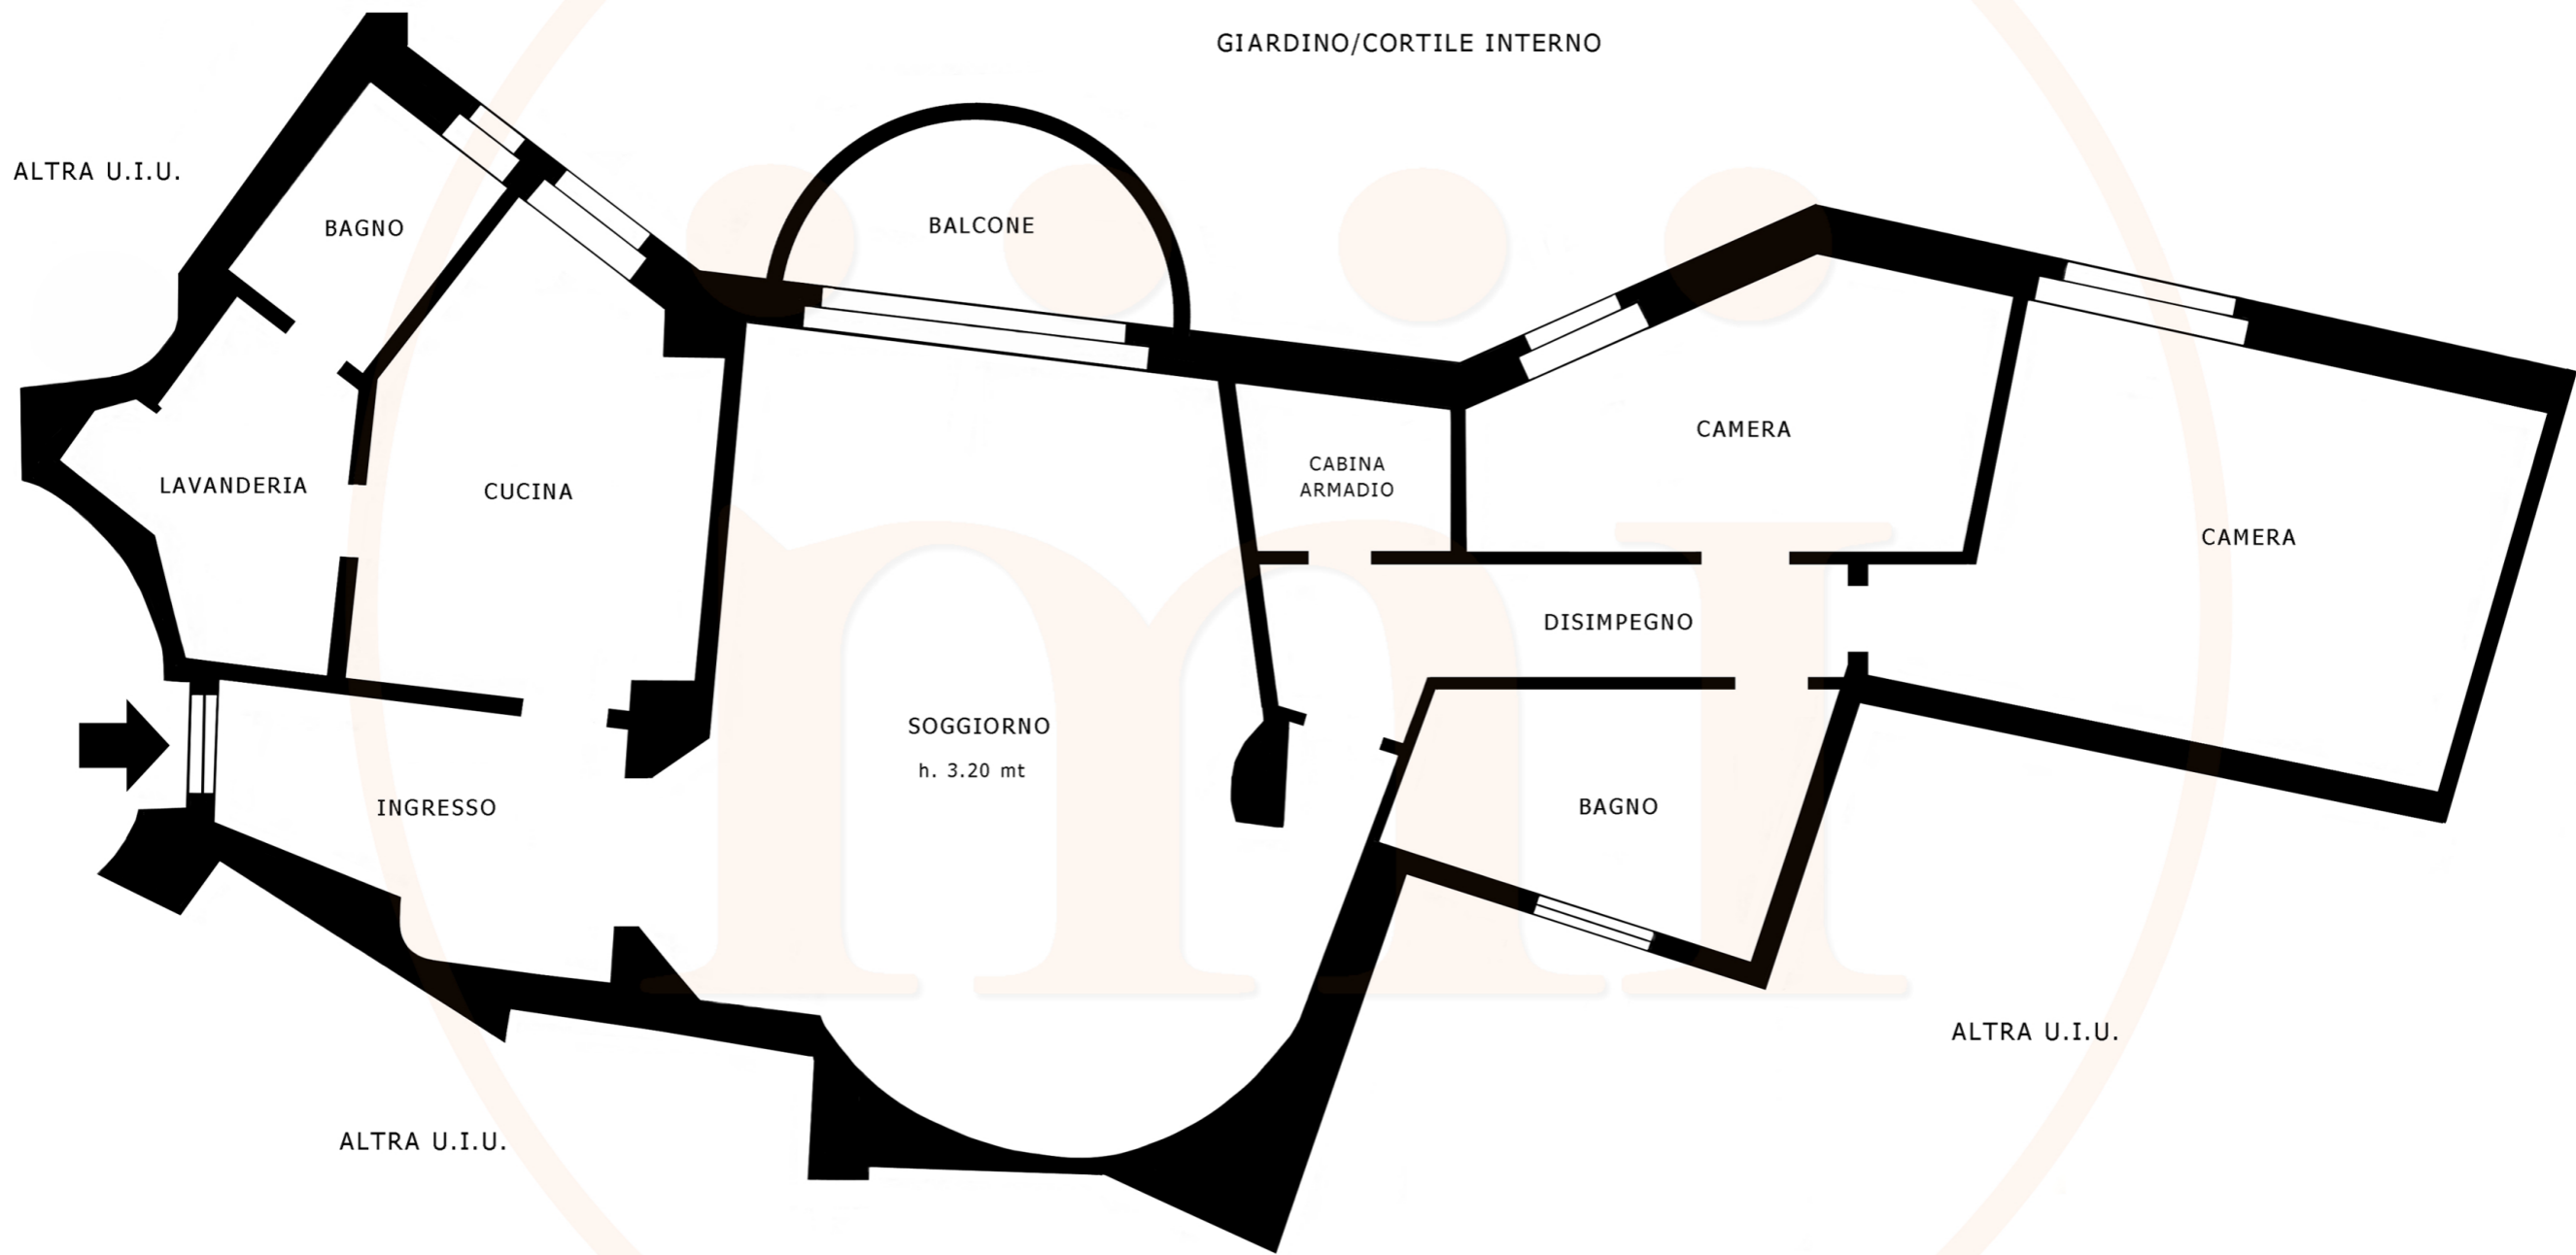 GIARDINO/CORTILE INTERNO
ALTRA U.I.U.
BAGNO
BALCONE
CAMERA
CABINA
ARMADIO
LAVANDERIA
CUCINA
CAMERA
DISIMPEGNO
SOGGIORNO
h. 3.20 mt
INGRESSO
BAGNO
ALTRA U.I.U.
ALTRA U.I.U.
mi